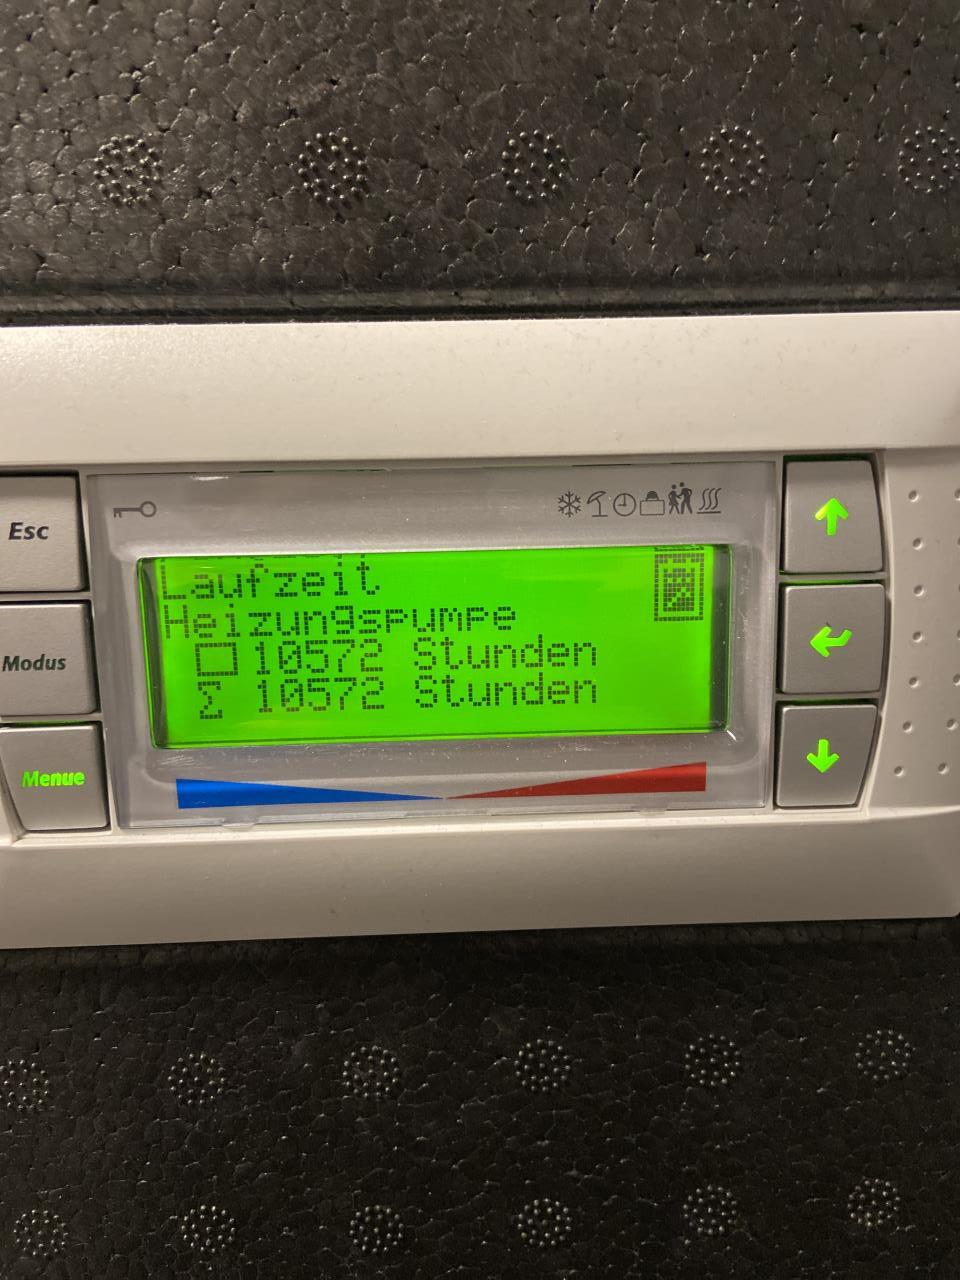 Esc
Modus
Menue
Laufzeit
Heizungspumpe
□ 10572 Stunden
Σ 10572 Stunden